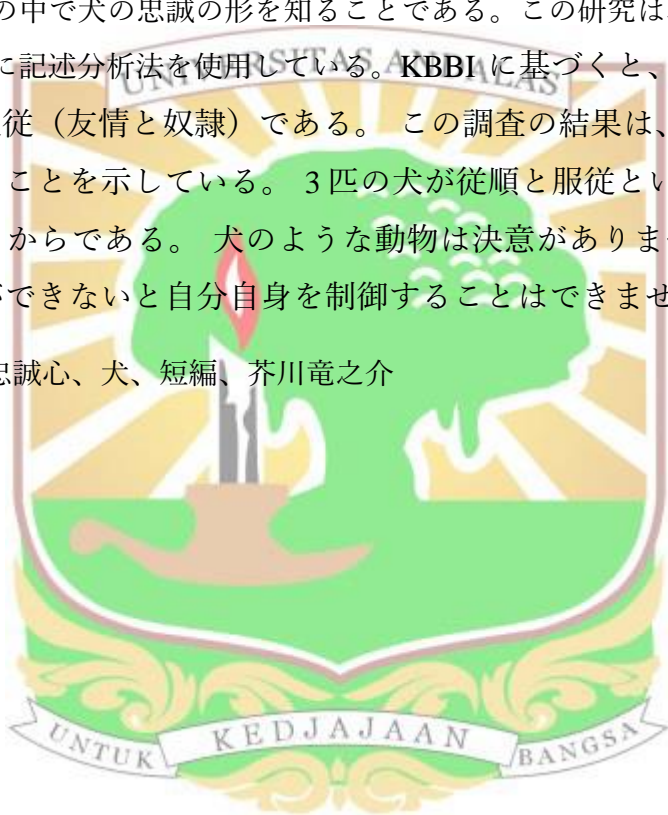 の中で犬の忠誠の形を知ることである。この研究は
に記述分析法を使用している。KBBI に基づくと、
従（友情と奴隷）である。 この調査の結果は、
ことを示している。 3 匹の犬が従順と服従とい
からである。 犬のような動物は決意がありま
できないと自分自身を制御することはできませ
忠誠心、犬、短編、芥川竜之介
UNIVERSITAS ANDALAS
UNTUK KEDJAJAAN BANGSA